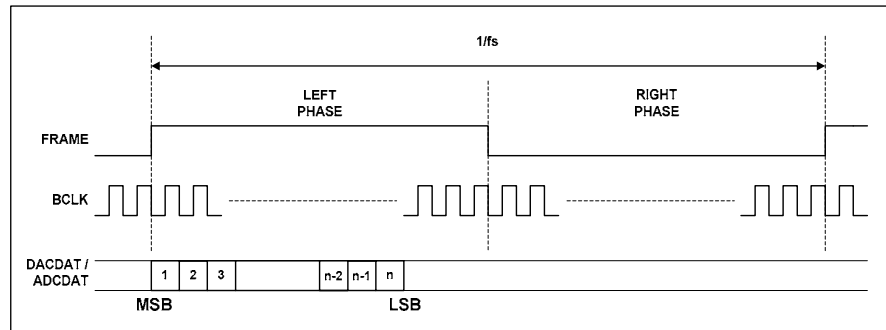 1/fs
LEFT
PHASE
RIGHT
PHASE
FRAME
BCLK
DACDAT /
ADCDAT
1 2 3 n-2 n-1 n
MSB LSB